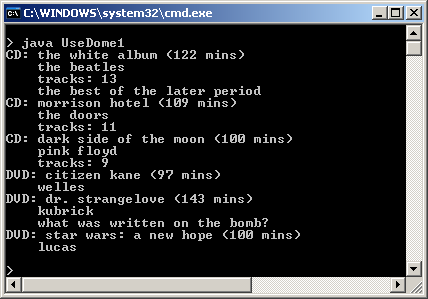 C:\WINDOWS\system32\cmd.exe
> java UseDome1
CD: the white album (122 mins)
    the beatles
    tracks: 13
    the best of the later period
CD: morrison hotel (109 mins)
    the doors
    tracks: 11
CD: dark side of the moon (100 mins)
    pink floyd
    tracks: 9
DVD: citizen kane (97 mins)
    welles
DVD: dr. strangelove (143 mins)
    kubrick
    what was written on the bomb?
DVD: star wars: a new hope (100 mins)
    lucas
>